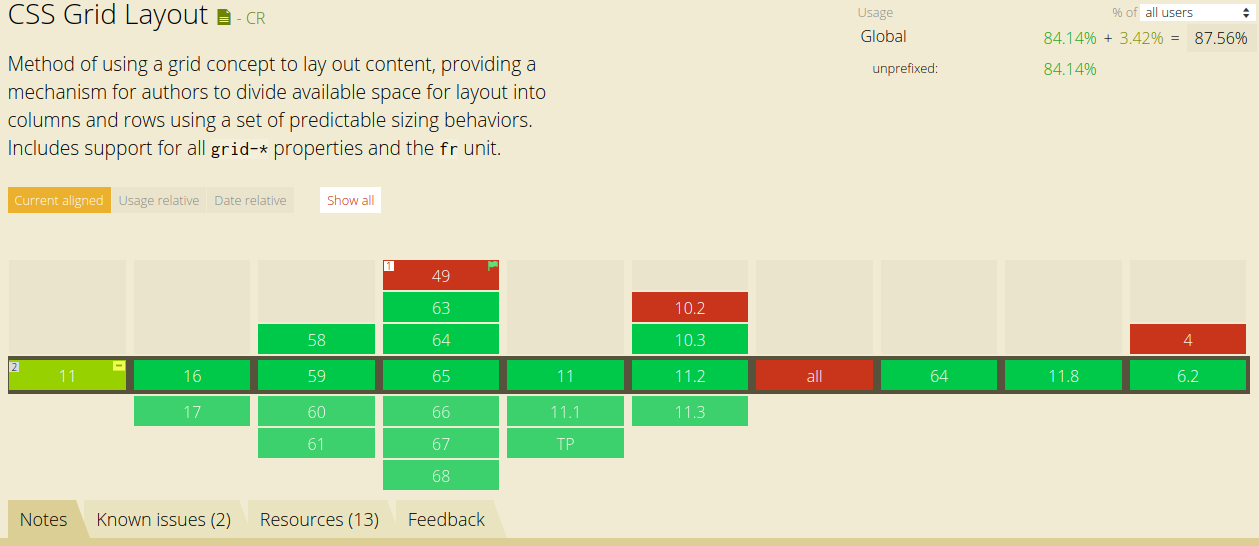 CSS Grid Layout - CR
Usage % of all users
Global 84.14% + 3.42% = 87.56%
unprefixed: 84.14%
Method of using a grid concept to lay out content, providing a
mechanism for authors to divide available space for layout into
columns and rows using a set of predictable sizing behaviors.
Includes support for all grid-* properties and the fr unit.
Current aligned Usage relative Date relative Show all
1 49
63 10.2
58 64 10.3 4
2 11 16 59 65 11 11.2 all 64 11.8 6.2
17 60 66 11.1 11.3
61 67 TP
68
Notes Known issues (2) Resources (13) Feedback